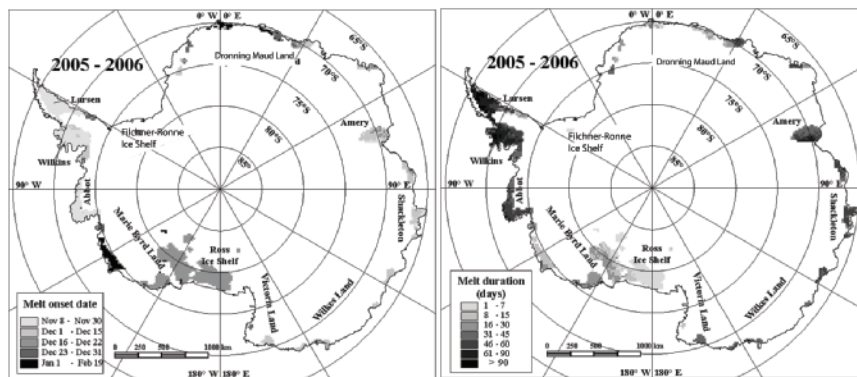 0° W 0° E
2005 - 2006
Dronning Maud Land
65°S
70°S
75°S
80°S
85°
Larsen
Filchner-Ronne
Ice Shelf
Amery
Wilkins
90° W
Abbot
90° E
Shackleton
Marie Byrd Land
Ross
Ice Shelf
Victoria Land
Wilkes Land
Melt onset date
Nov 8 - Nov 30
Dec 1 - Dec 15
Dec 16 - Dec 22
Dec 23 - Dec 31
Jan 1 - Feb 19
0 250 500 1000 km
180° W 180° E
0° W 0° E
2005 - 2006
Dronning Maud Land
65°S
70°S
75°S
80°S
85°
Larsen
Filchner-Ronne
Ice Shelf
Amery
Wilkins
90° W
Abbot
90° E
Shackleton
Marie Byrd Land
Ross
Ice Shelf
Victoria Land
Wilkes Land
Melt duration
(days)
1 - 7
8 - 15
16 - 30
31 - 45
46 - 60
61 - 90
> 90
0 250 500 1000 km
180° W 180° E